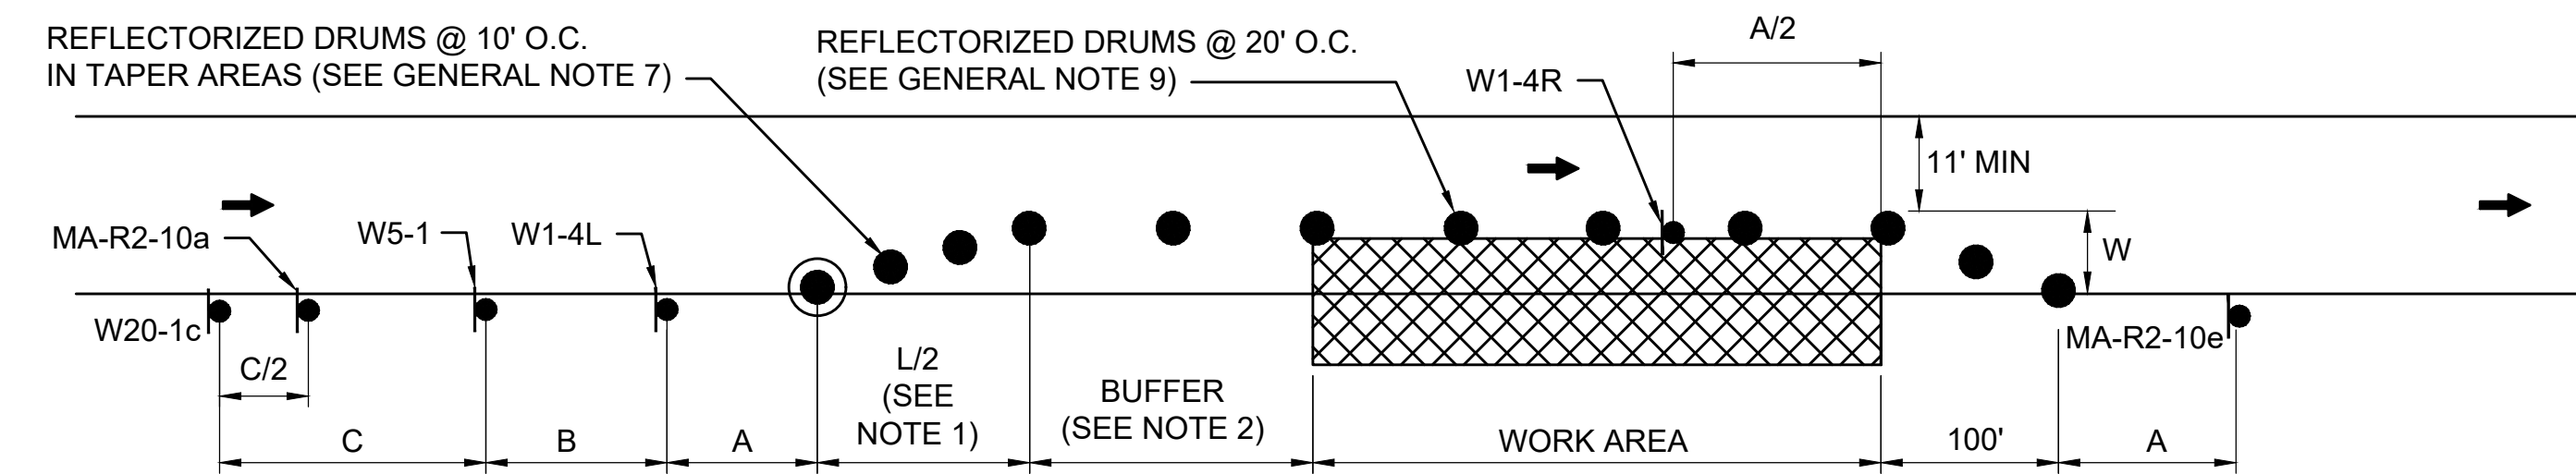 REFLECTORIZED DRUMS @ 10' O.C.
IN TAPER AREAS (SEE GENERAL NOTE 7)
REFLECTORIZED DRUMS @ 20' O.C.
(SEE GENERAL NOTE 9)
W1-4R
A/2
11' MIN
W
MA-R2-10a
W5-1
W1-4L
W20-1c
MA-R2-10e
C/2
C
B
A
L/2
(SEE
NOTE 1)
BUFFER
(SEE NOTE 2)
WORK AREA
100'
A